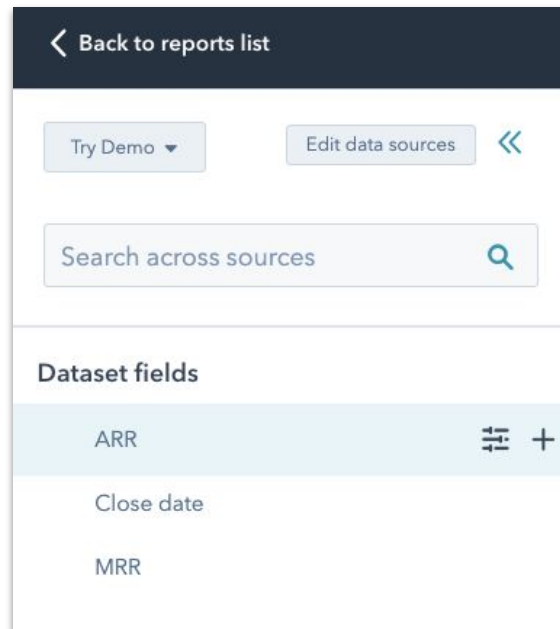 Back to reports list
Try Demo
Edit data sources
Search across sources
Dataset fields
ARR
Close date
MRR